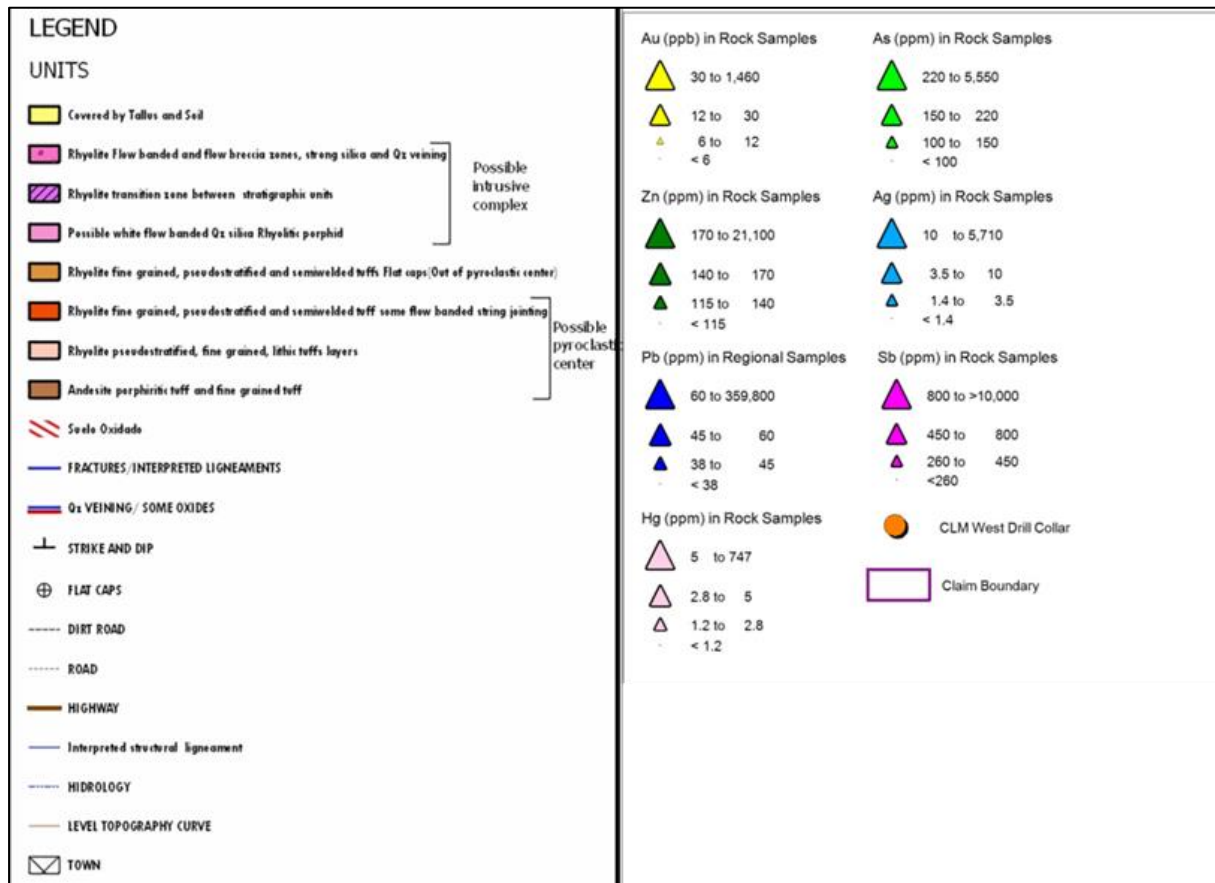 LEGEND
UNITS
Covered by Tallus and Soil
Rhyolite Flow banded and flow breccia zones, strong silica and Qz veining
Rhyolite transition zone between stratigraphic units
Possible white flow banded Qz silica Rhyolitic porphid
Possible
intrusive
complex
Rhyolite fine grained, pseudostratified and semiwelded tuffs Flat caps(Out of pyroclastic center)
Rhyolite fine grained, pseudostratified and semiwelded tuff some flow banded string jointing
Rhyolite pseudostratified, fine grained, lithic tuffs layers
Andesite porphiritic tuff and fine grained tuff
Possible
pyroclastic
center
Suelo Oxidado
FRACTURES/INTERPRETED LIGNEAMENTS
Qz VEINING/ SOME OXIDES
STRIKE AND DIP
FLAT CAPS
DIRT ROAD
ROAD
HIGHWAY
Interpreted structural ligneament
HIDROLOGY
LEVEL TOPOGRAPHY CURVE
TOWN
Au (ppb) in Rock Samples
30 to 1,460
12 to 30
6 to 12
< 6
As (ppm) in Rock Samples
220 to 5,550
150 to 220
100 to 150
< 100
Zn (ppm) in Rock Samples
170 to 21,100
140 to 170
115 to 140
< 115
Ag (ppm) in Rock Samples
10 to 5,710
3.5 to 10
1.4 to 3.5
< 1.4
Pb (ppm) in Regional Samples
60 to 359,800
45 to 60
38 to 45
< 38
Sb (ppm) in Rock Samples
800 to >10,000
450 to 800
260 to 450
<260
Hg (ppm) in Rock Samples
5 to 747
2.8 to 5
1.2 to 2.8
< 1.2
CLM West Drill Collar
Claim Boundary